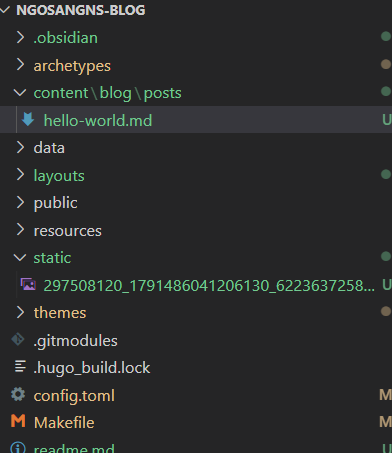 NGOSANGNS-BLOG
.obsidian
archetypes
content\blog\posts
hello-world.md U
data
layouts
public
resources
static
297508120_1791486041206130_6223637258... U
themes
.gitmodules
.hugo_build.lock
config.toml M
Makefile M
readme.md U